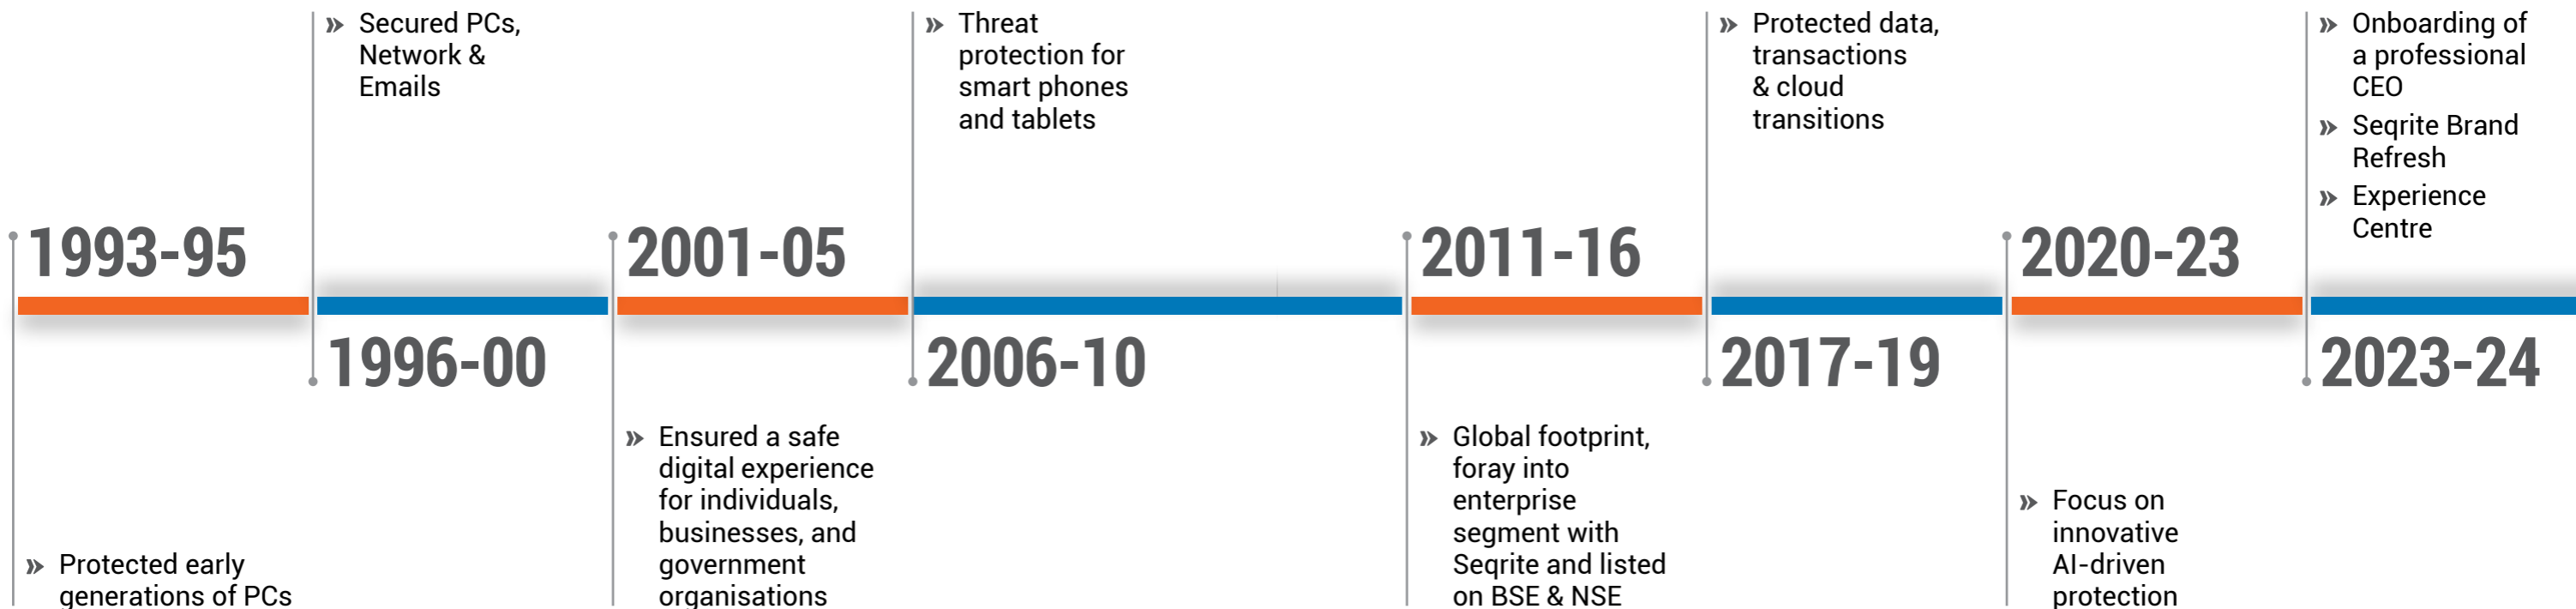 1993-95
Protected early
generations of PCs
Secured PCs,
Network &
Emails
1996-00
2001-05
Ensured a safe
digital experience
for individuals,
businesses, and
government
organisations
Threat
protection for
smart phones
and tablets
2006-10
2011-16
Global footprint,
foray into
enterprise
segment with
Seqrite and listed
on BSE & NSE
Protected data,
transactions
& cloud
transitions
2017-19
2020-23
Focus on
innovative
AI-driven
protection
Onboarding of
a professional
CEO
Seqrite Brand
Refresh
Experience
Centre
2023-24